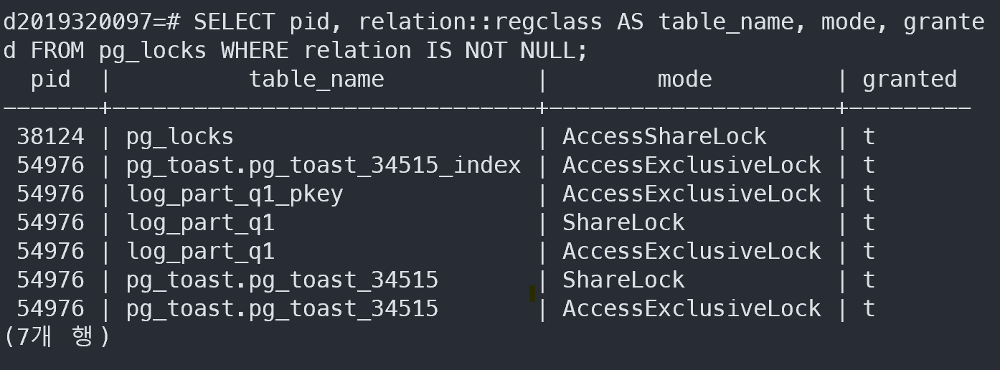 d2019320097=# SELECT pid, relation::regclass AS table_name, mode, grante
d FROM pg_locks WHERE relation IS NOT NULL;
  pid  |          table_name           |        mode         | granted
-------+-------------------------------+---------------------+---------
 38124 | pg_locks                      | AccessShareLock     | t
 54976 | pg_toast.pg_toast_34515_index | AccessExclusiveLock | t
 54976 | log_part_q1_pkey              | AccessExclusiveLock | t
 54976 | log_part_q1                   | ShareLock           | t
 54976 | log_part_q1                   | AccessExclusiveLock | t
 54976 | pg_toast.pg_toast_34515       | ShareLock           | t
 54976 | pg_toast.pg_toast_34515       | AccessExclusiveLock | t
(7개 행)